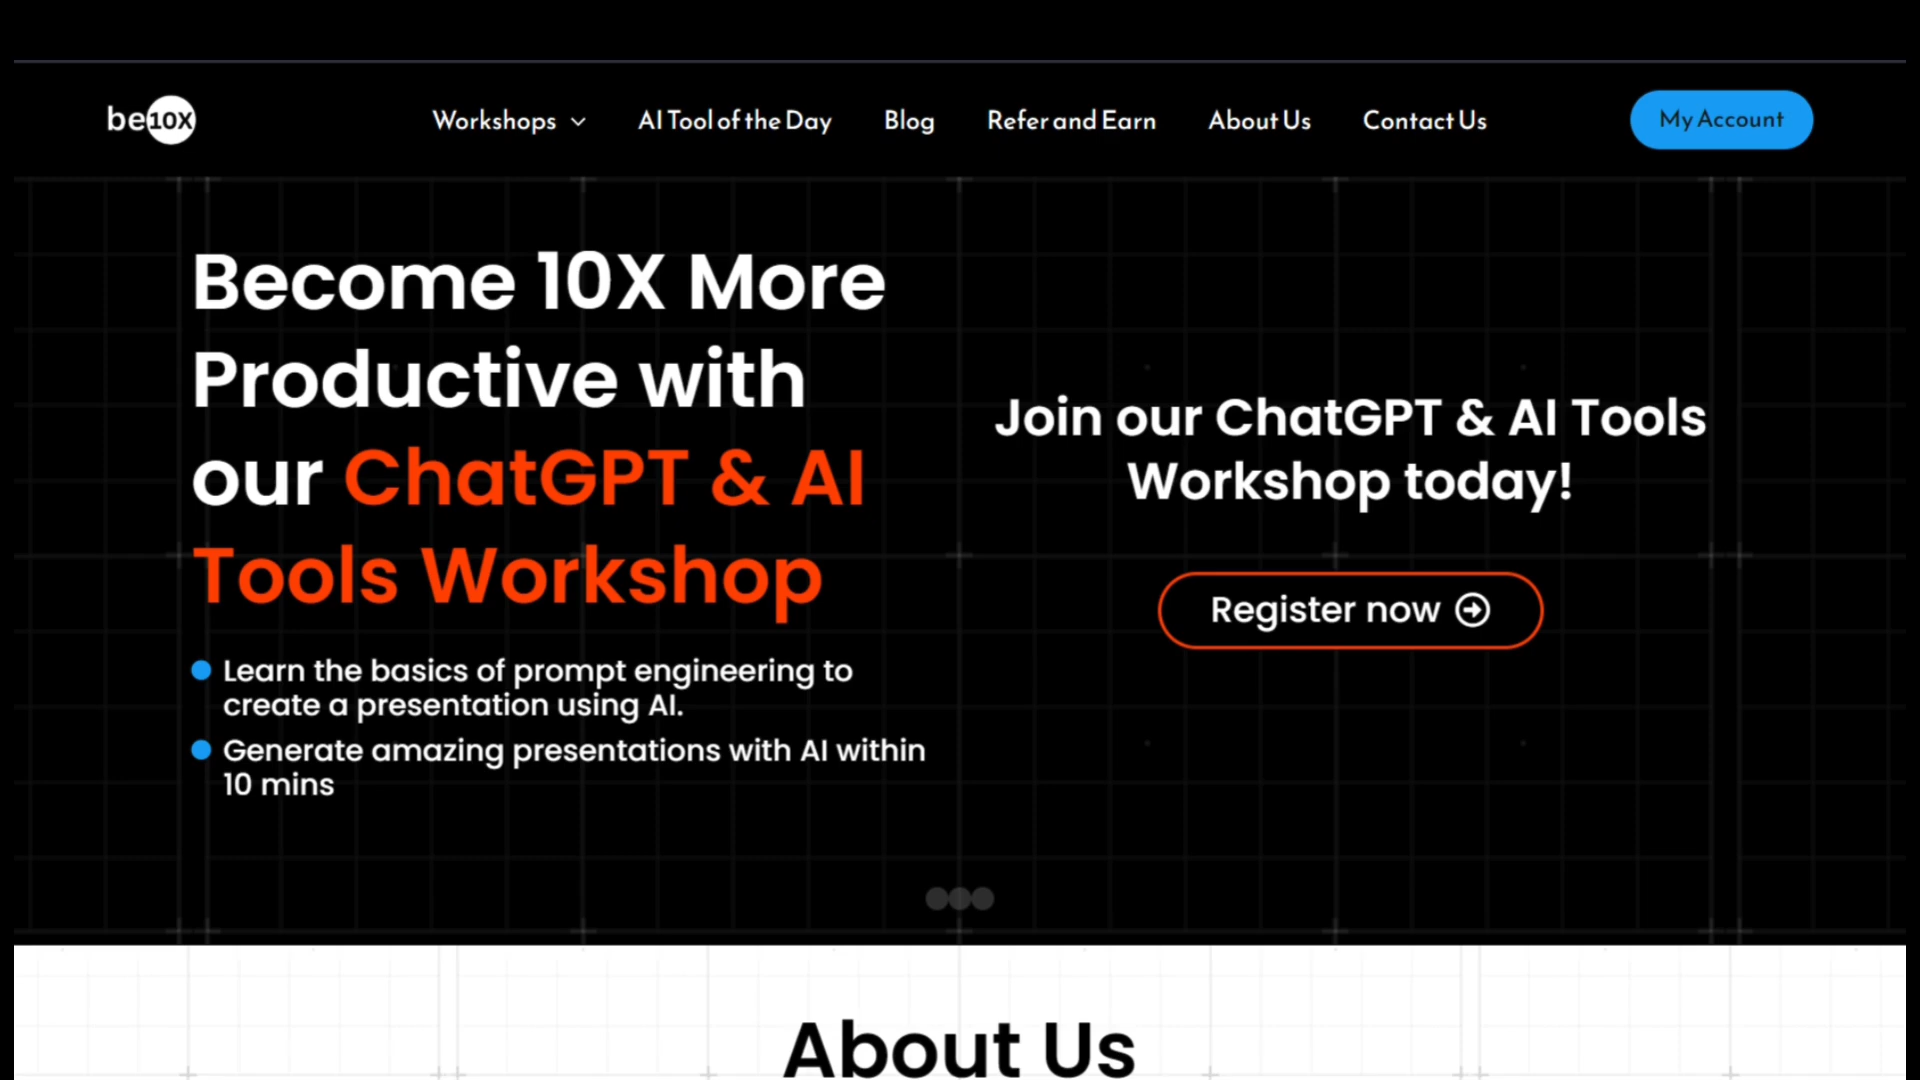 be10X
Workshops
AI Tool of the Day
Blog
Refer and Earn
About Us
Contact Us
My Account
Become 10X More
Productive with
our ChatGPT & AI
Tools Workshop
Learn the basics of prompt engineering to
create a presentation using AI.
Generate amazing presentations with AI within
10 mins
Join our ChatGPT & AI Tools
Workshop today!
Register now
About Us